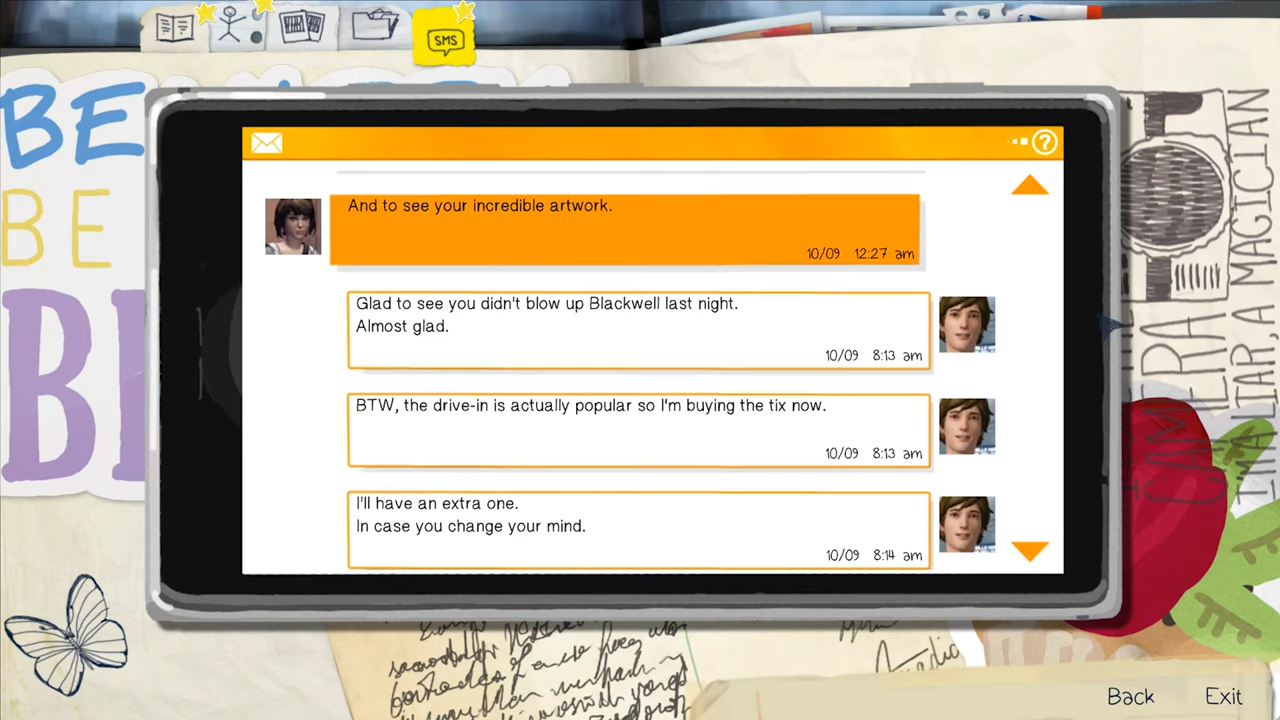 SMS
BE
BE
And to see your incredible artwork.
10/09 12:27 am
Glad to see you didn't blow up Blackwell last night.
Almost glad.
10/09 8:13 am
BTW, the drive-in is actually popular so I'm buying the tix now.
10/09 8:13 am
I'll have an extra one.
In case you change your mind.
10/09 8:14 am
I'M A LIAR, A MAGICIAN
CAMERA
Back Exit